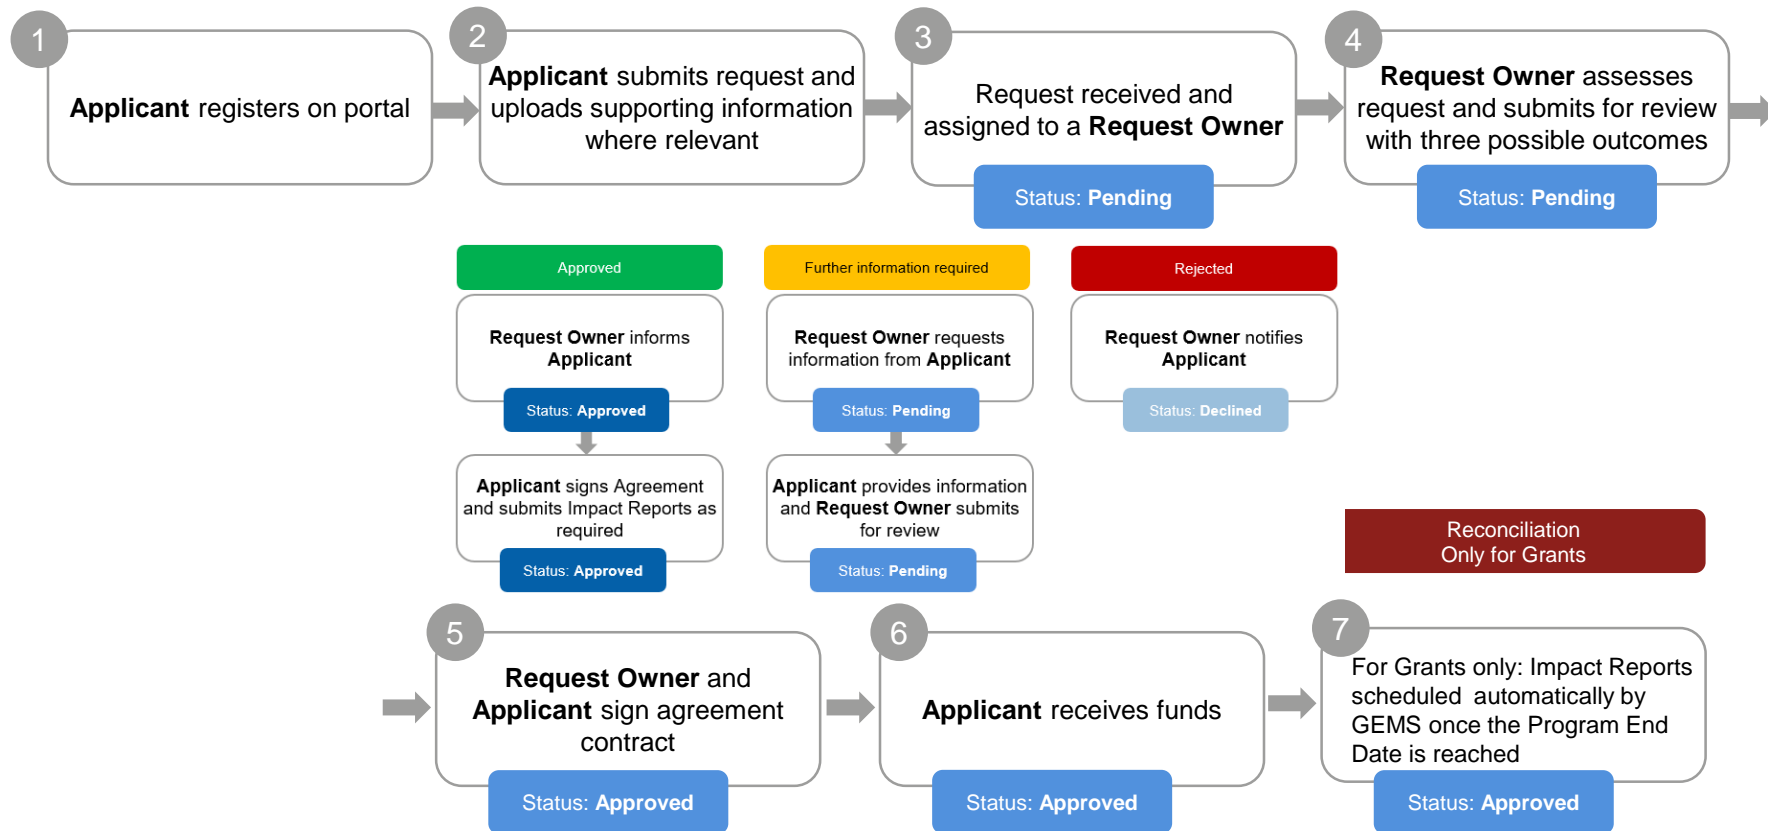 1
Applicant registers on portal
2
Applicant submits request and
uploads supporting information
where relevant
3
Request received and
assigned to a Request Owner
Status: Pending
4
Request Owner assesses
request and submits for review
with three possible outcomes
Status: Pending
Approved
Request Owner informs
Applicant
Status: Approved
Applicant signs Agreement
and submits Impact Reports as
required
Status: Approved
Further information required
Request Owner requests
information from Applicant
Status: Pending
Applicant provides information
and Request Owner submits
for review
Status: Pending
Rejected
Request Owner notifies
Applicant
Status: Declined
Reconciliation
Only for Grants
5
Request Owner and
Applicant sign agreement
contract
Status: Approved
6
Applicant receives funds
Status: Approved
7
For Grants only: Impact Reports
scheduled automatically by
GEMS once the Program End
Date is reached
Status: Approved